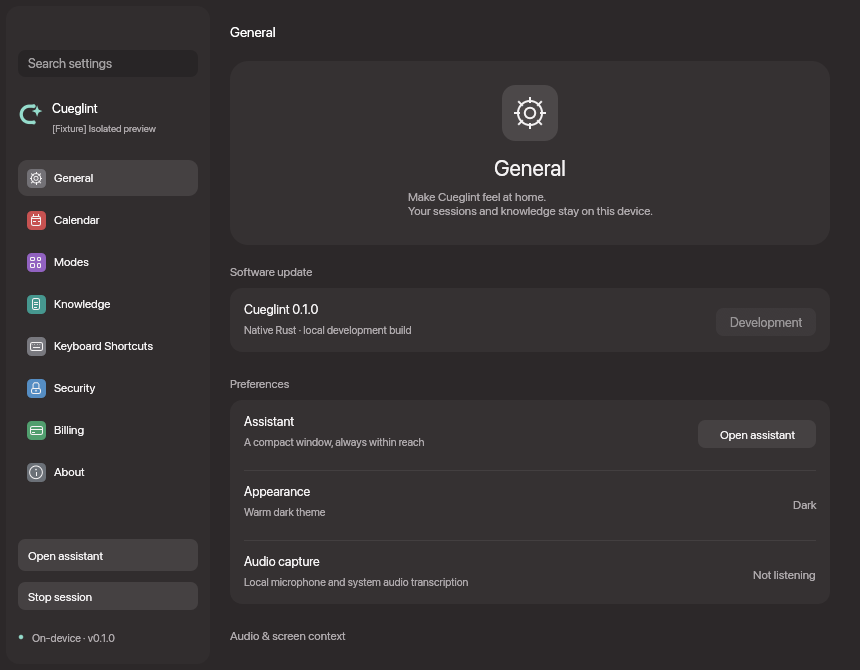 General
Search settings
Cueglint
[Fixture] Isolated preview
General
Calendar
Modes
Knowledge
Keyboard Shortcuts
Security
Billing
About
Open assistant
Stop session
On-device · v0.1.0
General
Make Cueglint feel at home.
Your sessions and knowledge stay on this device.
Software update
Cueglint 0.1.0
Native Rust · local development build
Development
Preferences
Assistant
A compact window, always within reach
Open assistant
Appearance
Warm dark theme
Dark
Audio capture
Local microphone and system audio transcription
Not listening
Audio & screen context